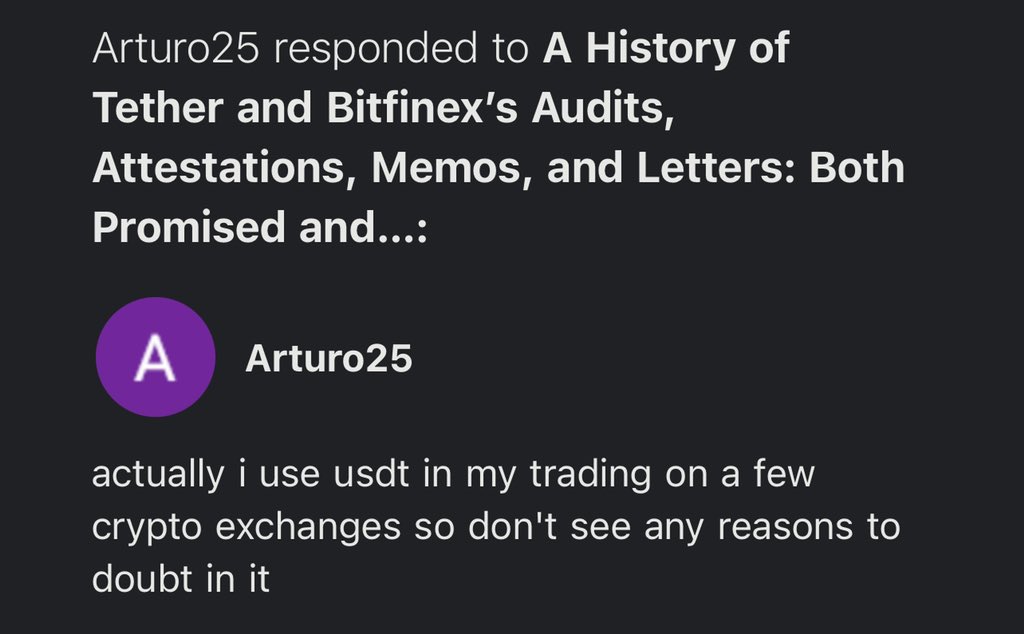 Arturo25 responded to A History of
Tether and Bitfinex’s Audits,
Attestations, Memos, and Letters: Both
Promised and...:
A
Arturo25
actually i use usdt in my trading on a few
crypto exchanges so don't see any reasons to
doubt in it